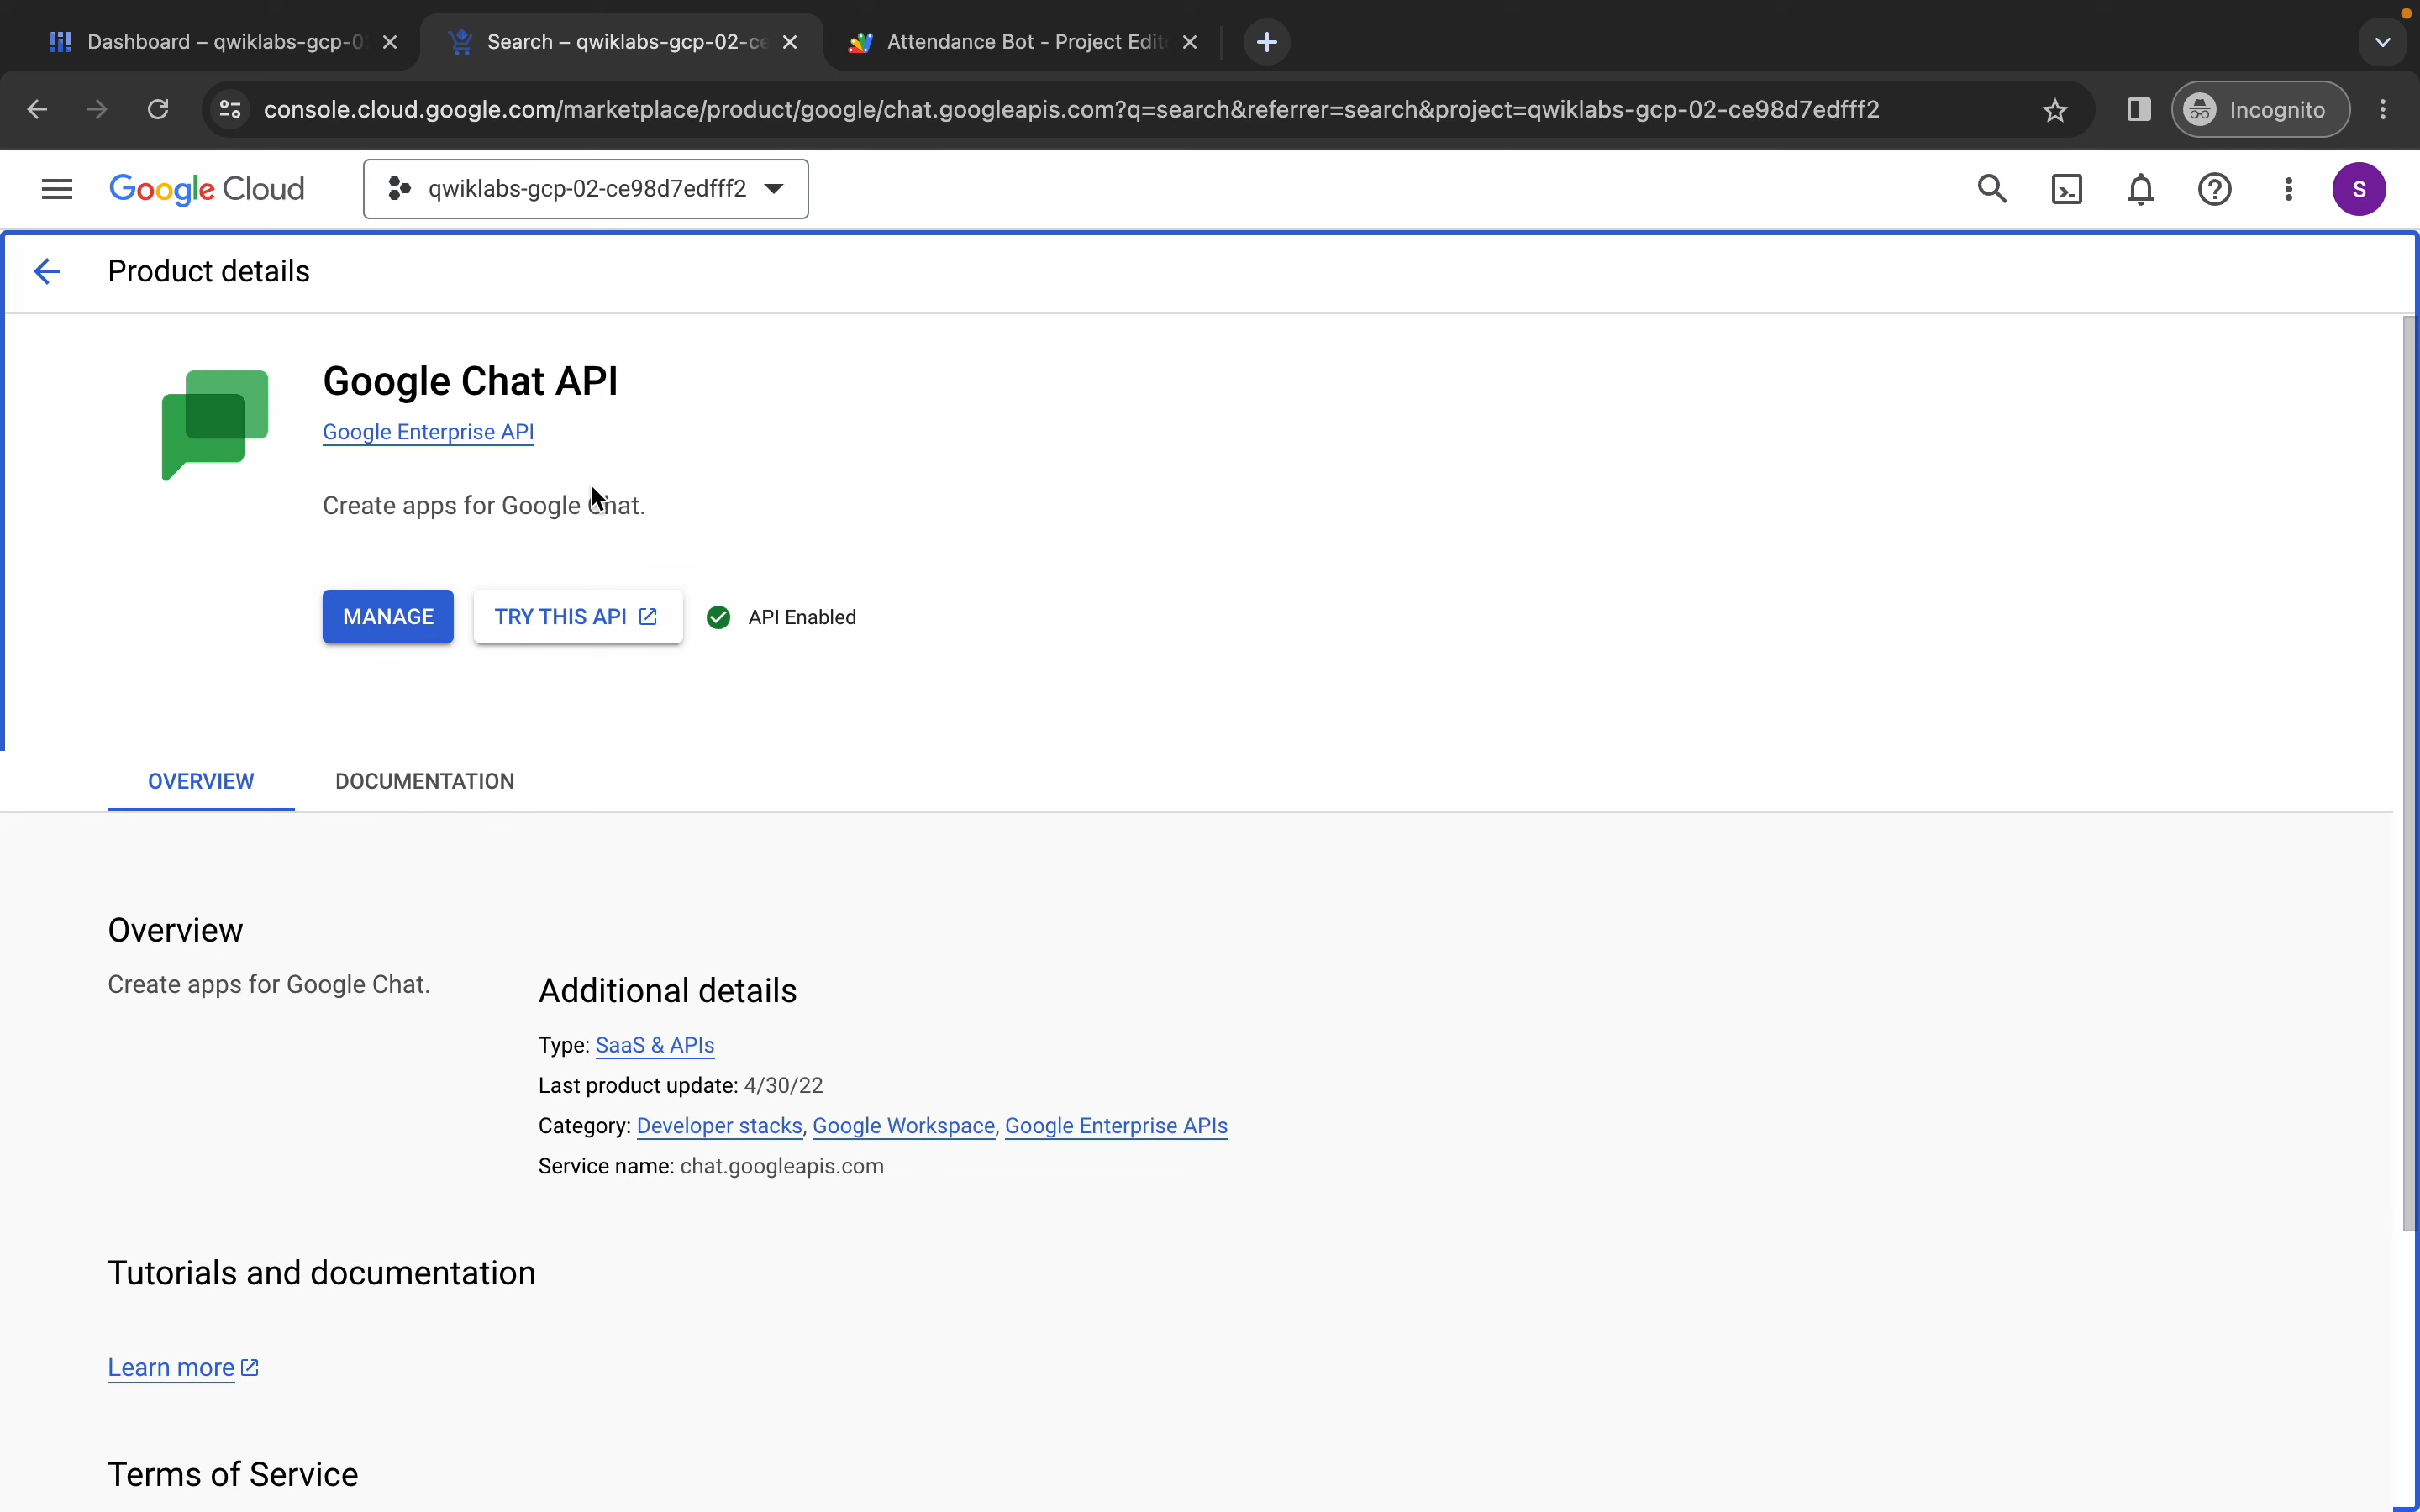 Dashboard – qwiklabs-gcp-0
Search – qwiklabs-gcp-02-ce
Attendance Bot - Project Edit
console.cloud.google.com/marketplace/product/google/chat.googleapis.com?q=search&referrer=search&project=qwiklabs-gcp-02-ce98d7edfff2
Incognito
Google Cloud
qwiklabs-gcp-02-ce98d7edfff2
S
Product details
Google Chat API
Google Enterprise API
Create apps for Google Chat.
MANAGE
TRY THIS API
API Enabled
OVERVIEW
DOCUMENTATION
Overview
Create apps for Google Chat.
Additional details
Type: SaaS & APIs
Last product update: 4/30/22
Category: Developer stacks, Google Workspace, Google Enterprise APIs
Service name: chat.googleapis.com
Tutorials and documentation
Learn more
Terms of Service